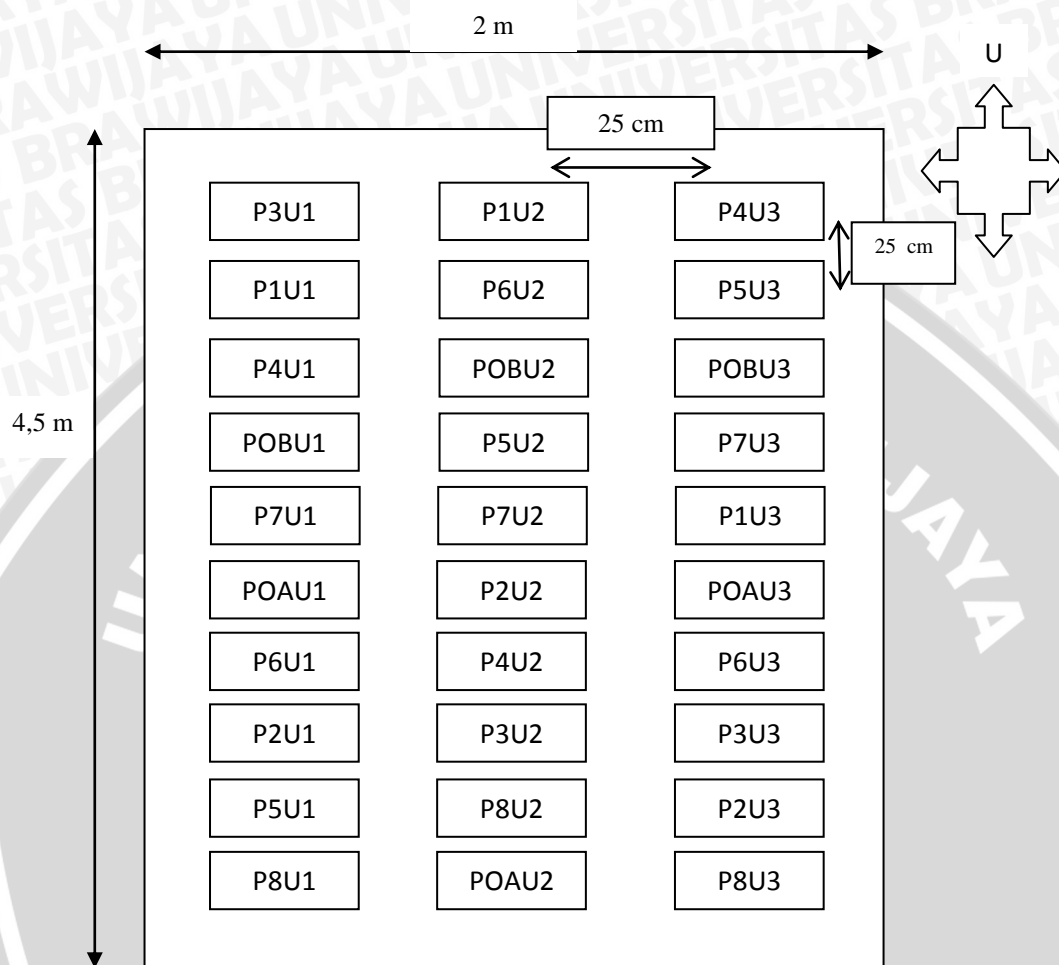 2 m
U
25 cm
P3U1 P1U2 P4U3
25 cm
P1U1 P6U2 P5U3
P4U1 POBU2 POBU3
4,5 m
POBU1 P5U2 P7U3
P7U1 P7U2 P1U3
POAU1 P2U2 POAU3
P6U1 P4U2 P6U3
P2U1 P3U2 P3U3
P5U1 P8U2 P2U3
P8U1 POAU2 P8U3